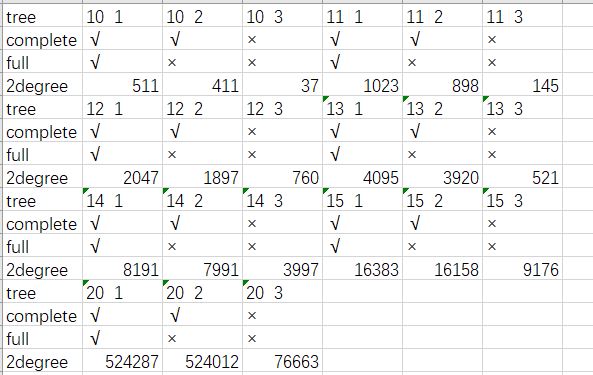 tree 10 1 10 2 10 3 11 1 11 2 11 3
complete √ √ × √ √ ×
full √ × × √ × ×
2degree 511 411 37 1023 898 145
tree 12 1 12 2 12 3 13 1 13 2 13 3
complete √ √ × √ √ ×
full √ × × √ × ×
2degree 2047 1897 760 4095 3920 521
tree 14 1 14 2 14 3 15 1 15 2 15 3
complete √ √ × √ √ ×
full √ × × √ × ×
2degree 8191 7991 3997 16383 16158 9176
tree 20 1 20 2 20 3
complete √ √ ×
full √ × ×
2degree 524287 524012 76663